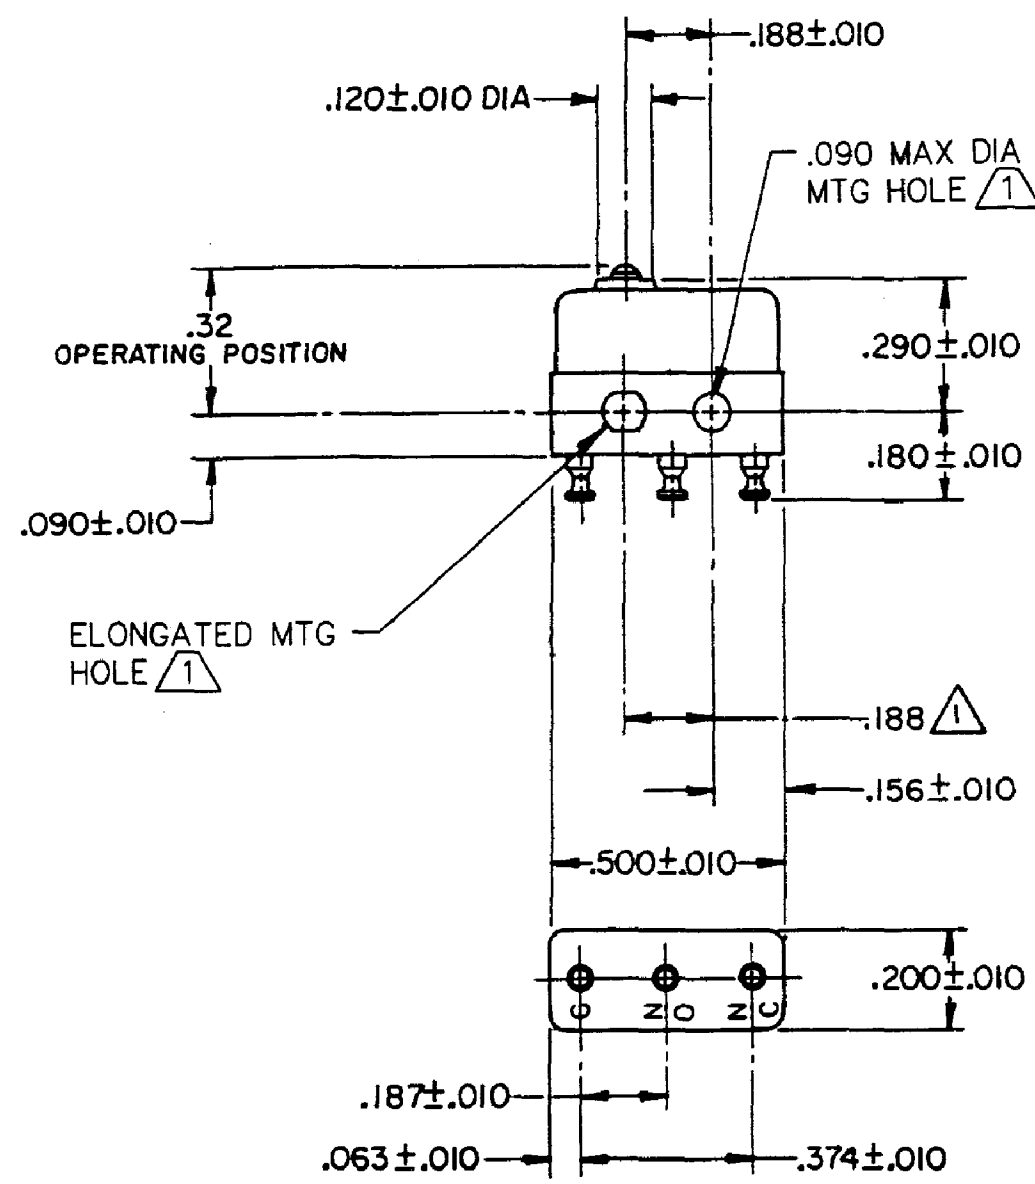 .188±.010
.120±.010 DIA
.090 MAX DIA
MTG HOLE 1
.32
OPERATING POSITION
.290±.010
.180±.010
.090±.010
ELONGATED MTG
HOLE 1
.188 1
.156±.010
.500±.010
.200±.010
G NO NC
.187±.010
.063±.010
.374±.010